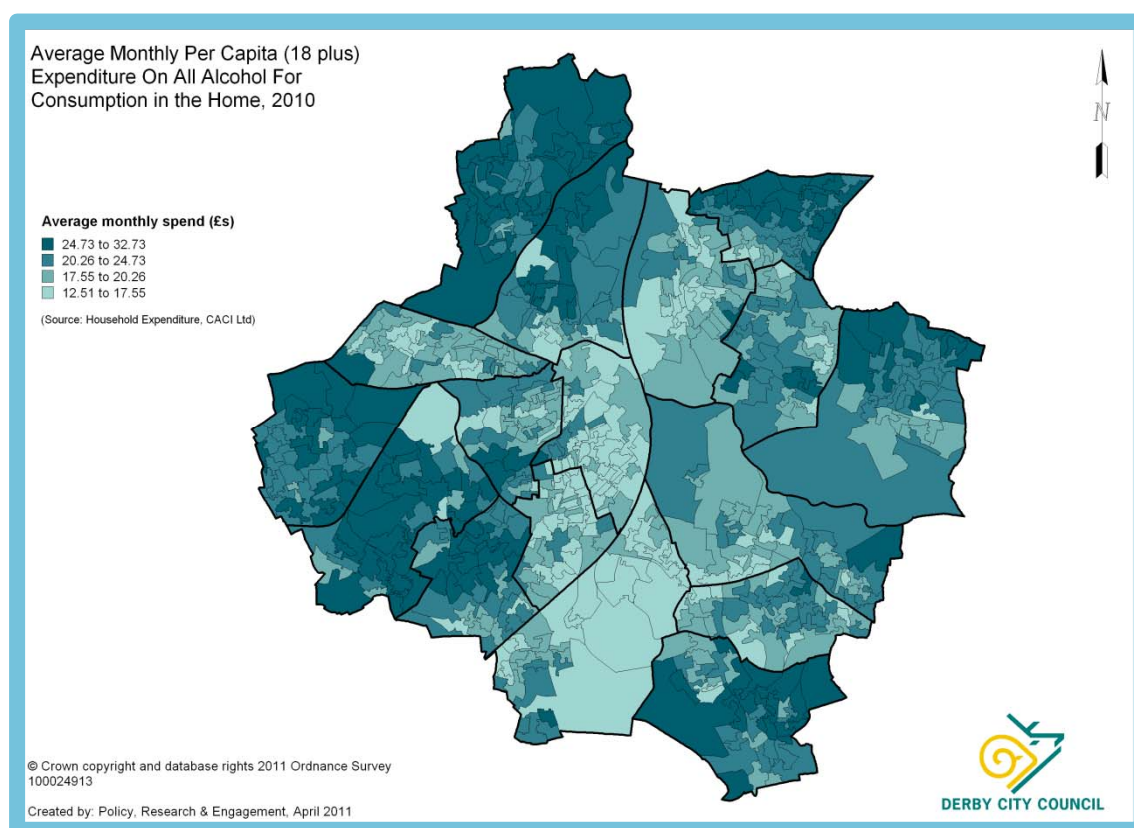 Average Monthly Per Capita (18 plus)
Expenditure On All Alcohol For
Consumption in the Home, 2010
N
Average monthly spend (£s)
24.73 to 32.73
20.26 to 24.73
17.55 to 20.26
12.51 to 17.55
(Source: Household Expenditure, CACI Ltd)
© Crown copyright and database rights 2011 Ordnance Survey
100024913
Created by: Policy, Research & Engagement, April 2011
DERBY CITY COUNCIL